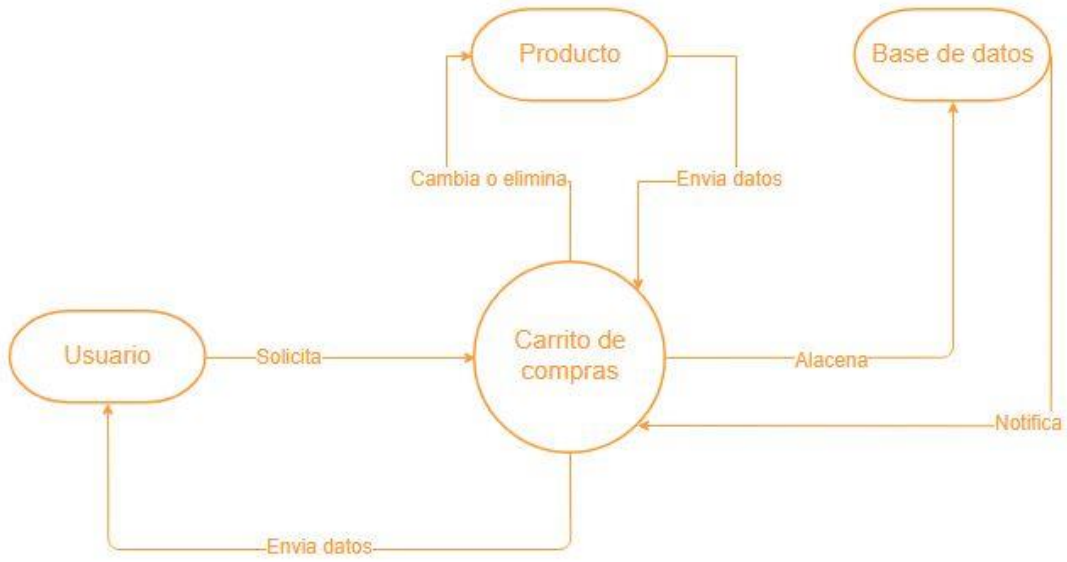 Producto
Base de datos
Cambia o elimina
Envia datos
Usuario
Solicita
Carrito de
compras
Alacena
Notifica
Envia datos